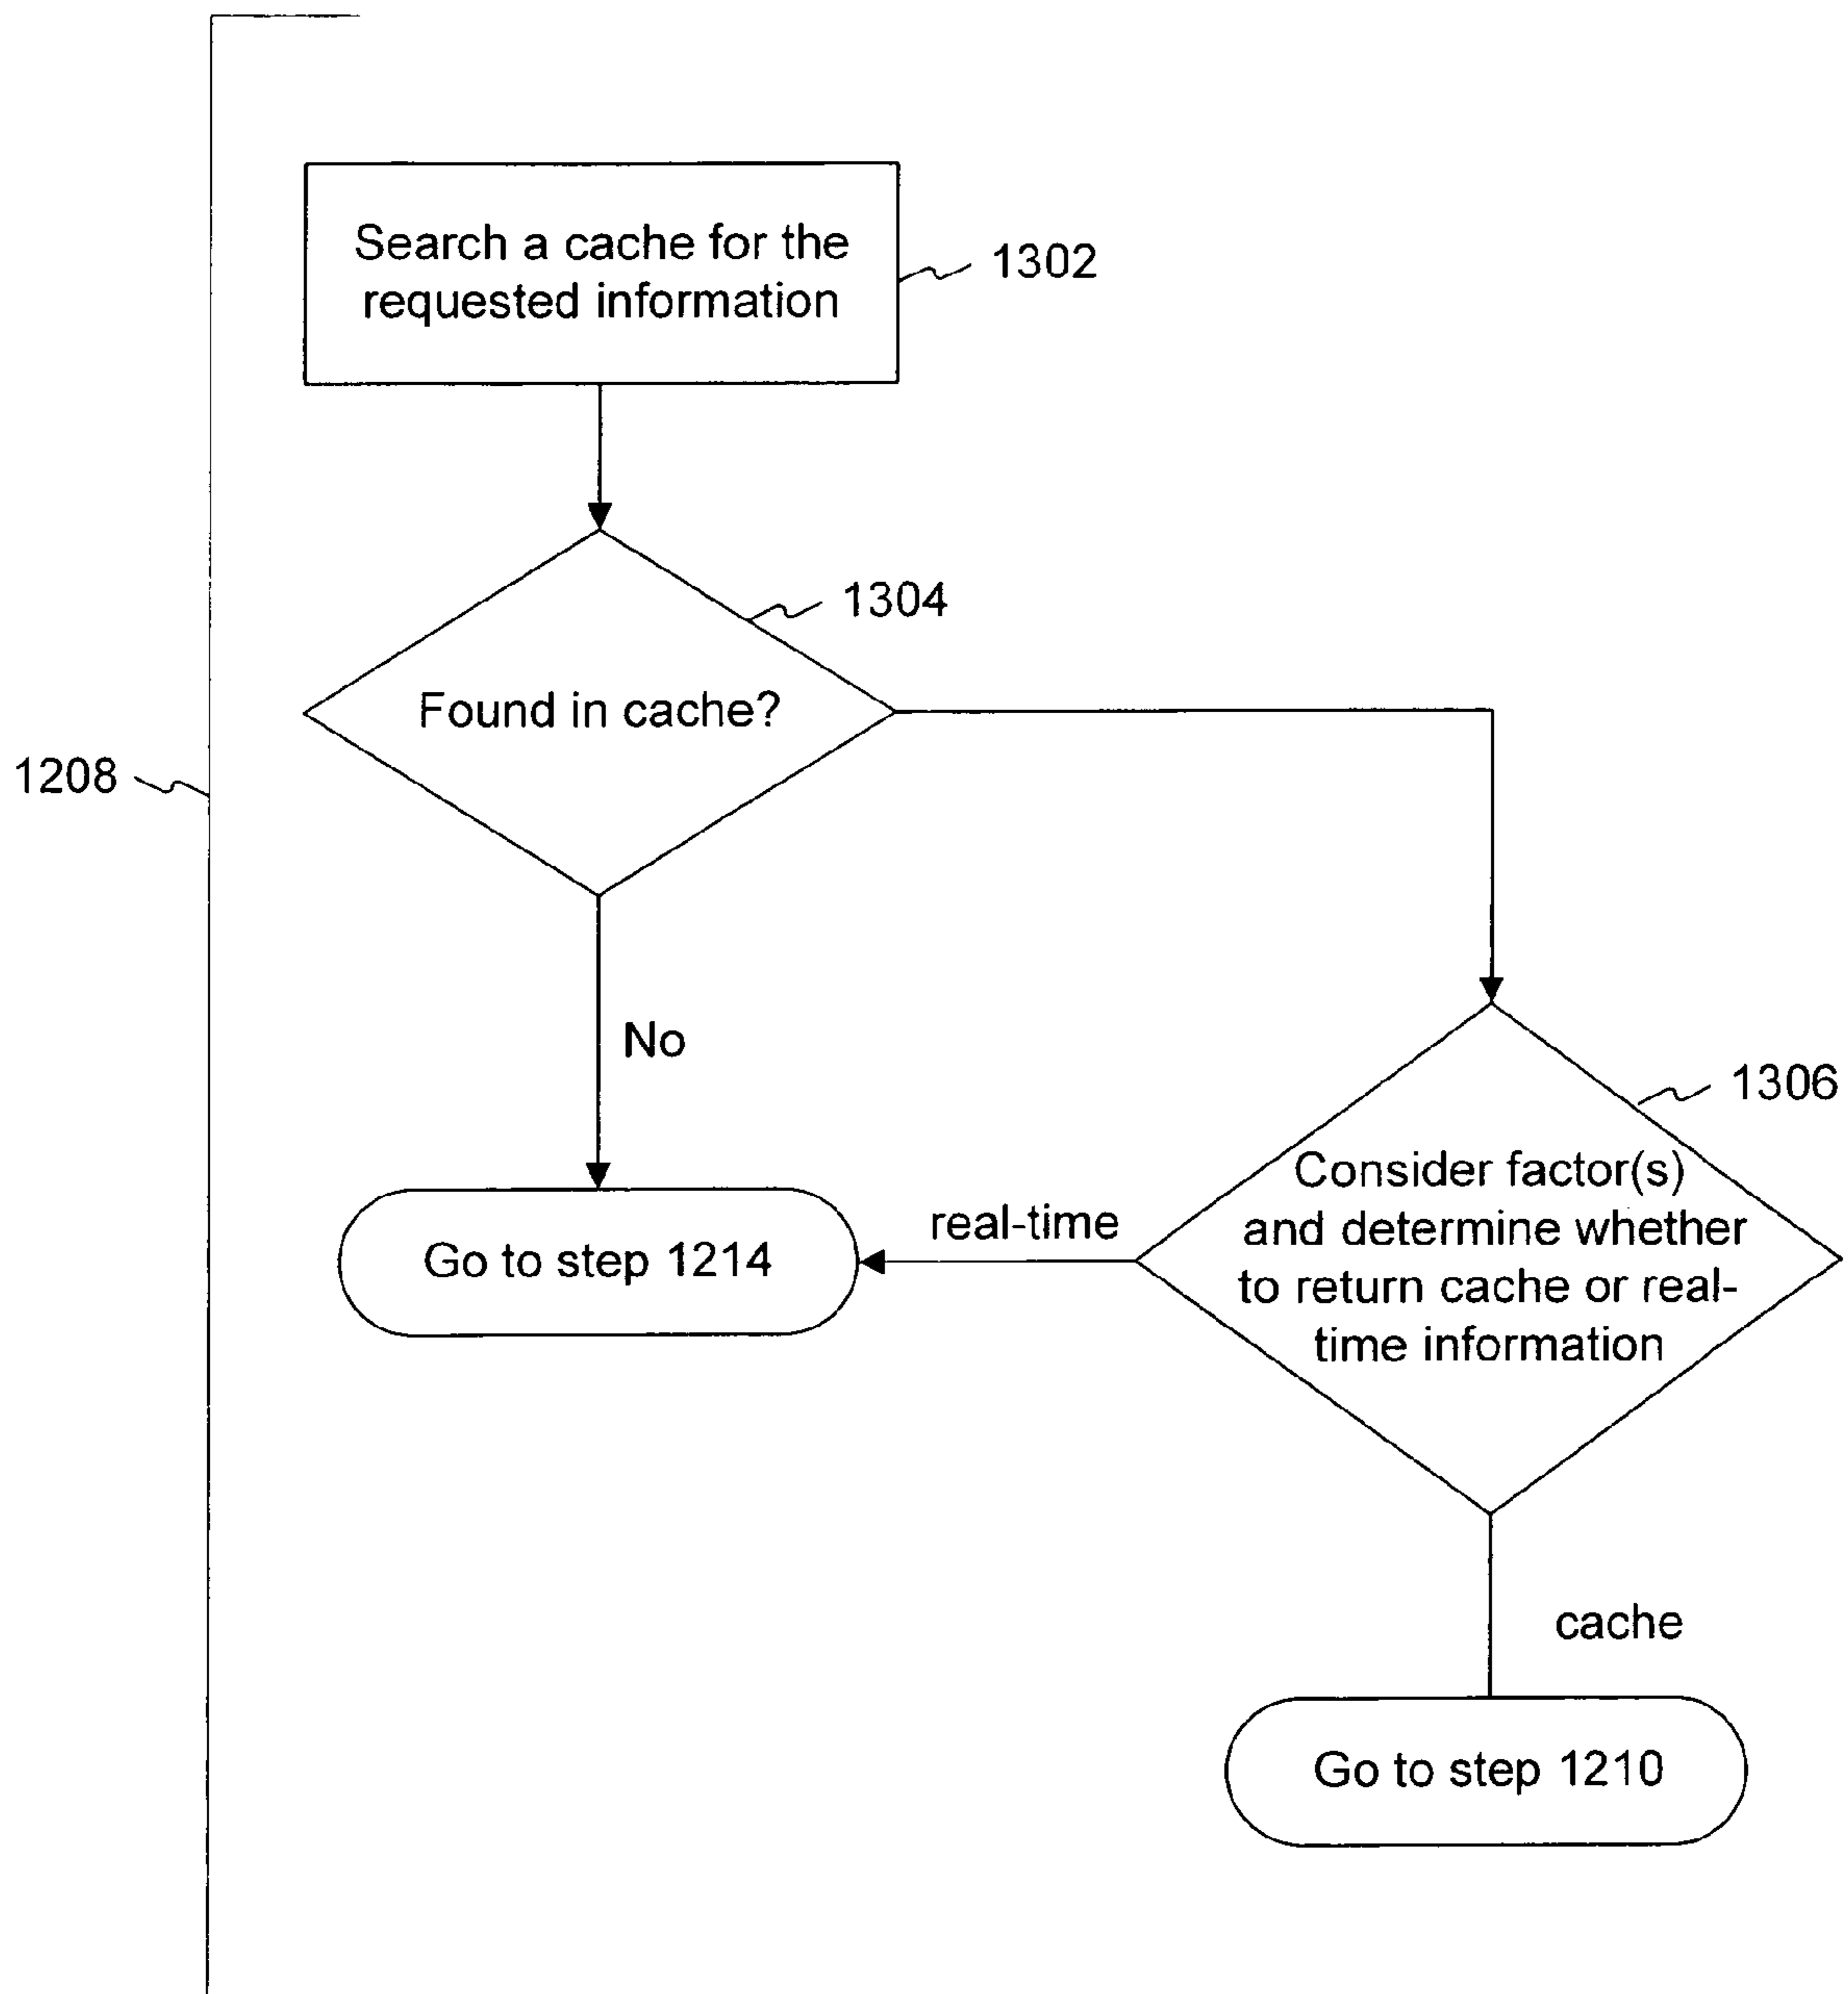 Search a cache for the
requested information
1302
1304
Found in cache?
1208
No
1306
Consider factor(s)
and determine whether
to return cache or real-
time information
real-time
Go to step 1214
cache
Go to step 1210